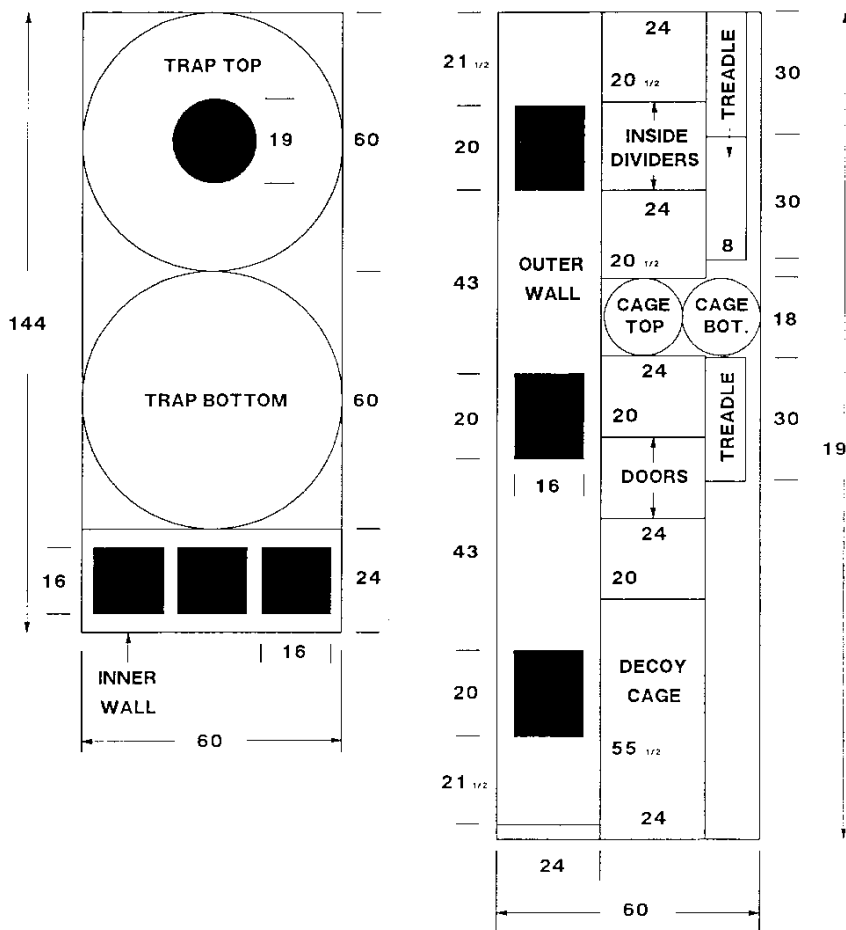 TRAP TOP
19
60
144
TRAP BOTTOM
60
16
24
16
INNER
WALL
60
21 1/2
20
43
20
43
20
21 1/2
OUTER
WALL
16
24
20 1/2
INSIDE
DIVIDERS
24
20 1/2
TREADLE
8
30
30
CAGE
TOP
CAGE
BOT.
18
24
20
TREADLE
30
DOORS
24
20
DECOY
CAGE
55 1/2
24
19
24
60